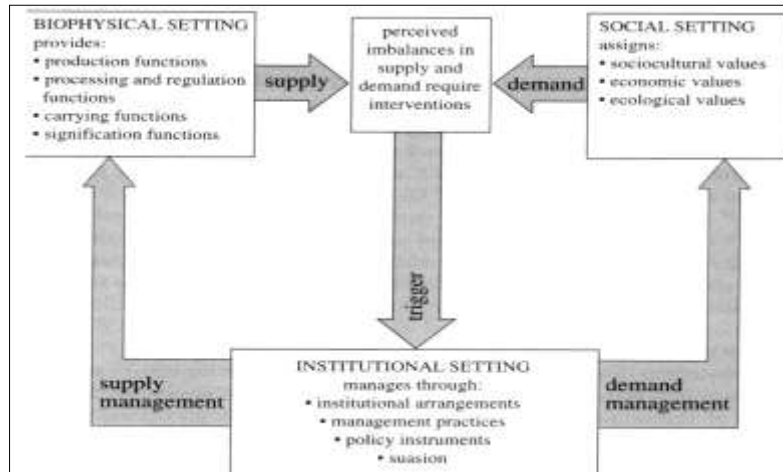 BIOPHYSICAL SETTING
provides:
• production functions
• processing and regulation
functions
• carrying functions
• signification functions
supply
perceived
imbalances in
supply and
demand require
interventions
demand
SOCIAL SETTING
assigns:
• sociocultural values
• economic values
• ecological values
trigger
supply
management
INSTITUTIONAL SETTING
manages through:
• institutional arrangements
• management practices
• policy instruments
• suasion
demand
management